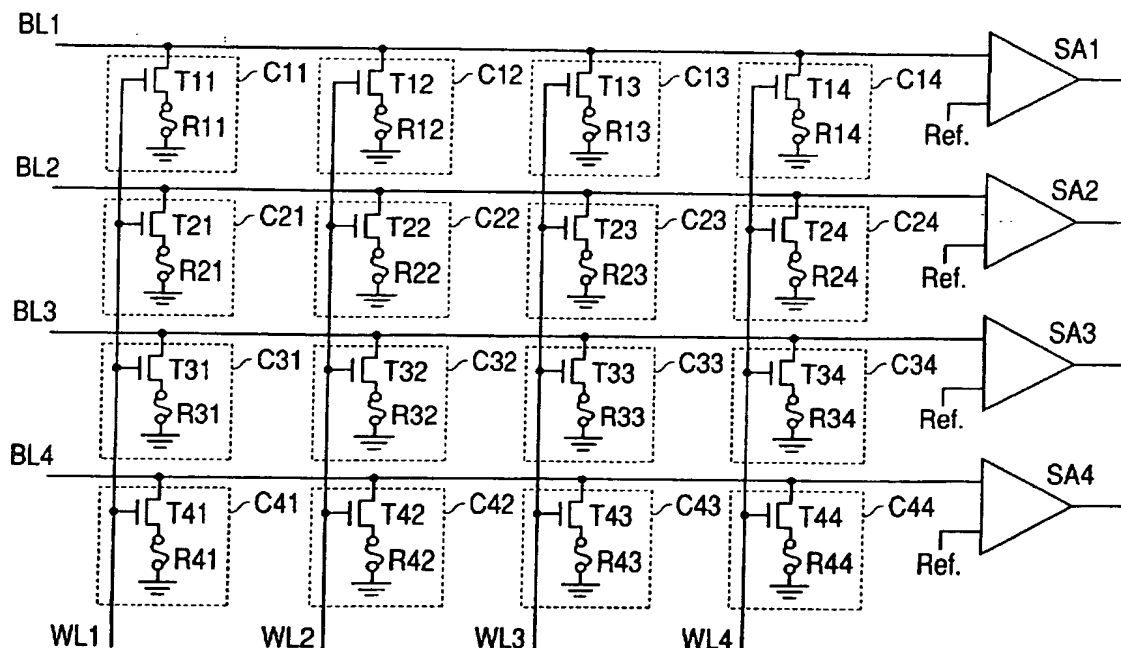 BL1 SA1
T11 C11 T12 C12 T13 C13 T14 C14
R11 R12 R13 R14 Ref.
BL2 SA2
T21 C21 T22 C22 T23 C23 T24 C24
R21 R22 R23 R24 Ref.
BL3 SA3
T31 C31 T32 C32 T33 C33 T34 C34
R31 R32 R33 R34 Ref.
BL4 SA4
T41 C41 T42 C42 T43 C43 T44 C44
R41 R42 R43 R44 Ref.
WL1 WL2 WL3 WL4